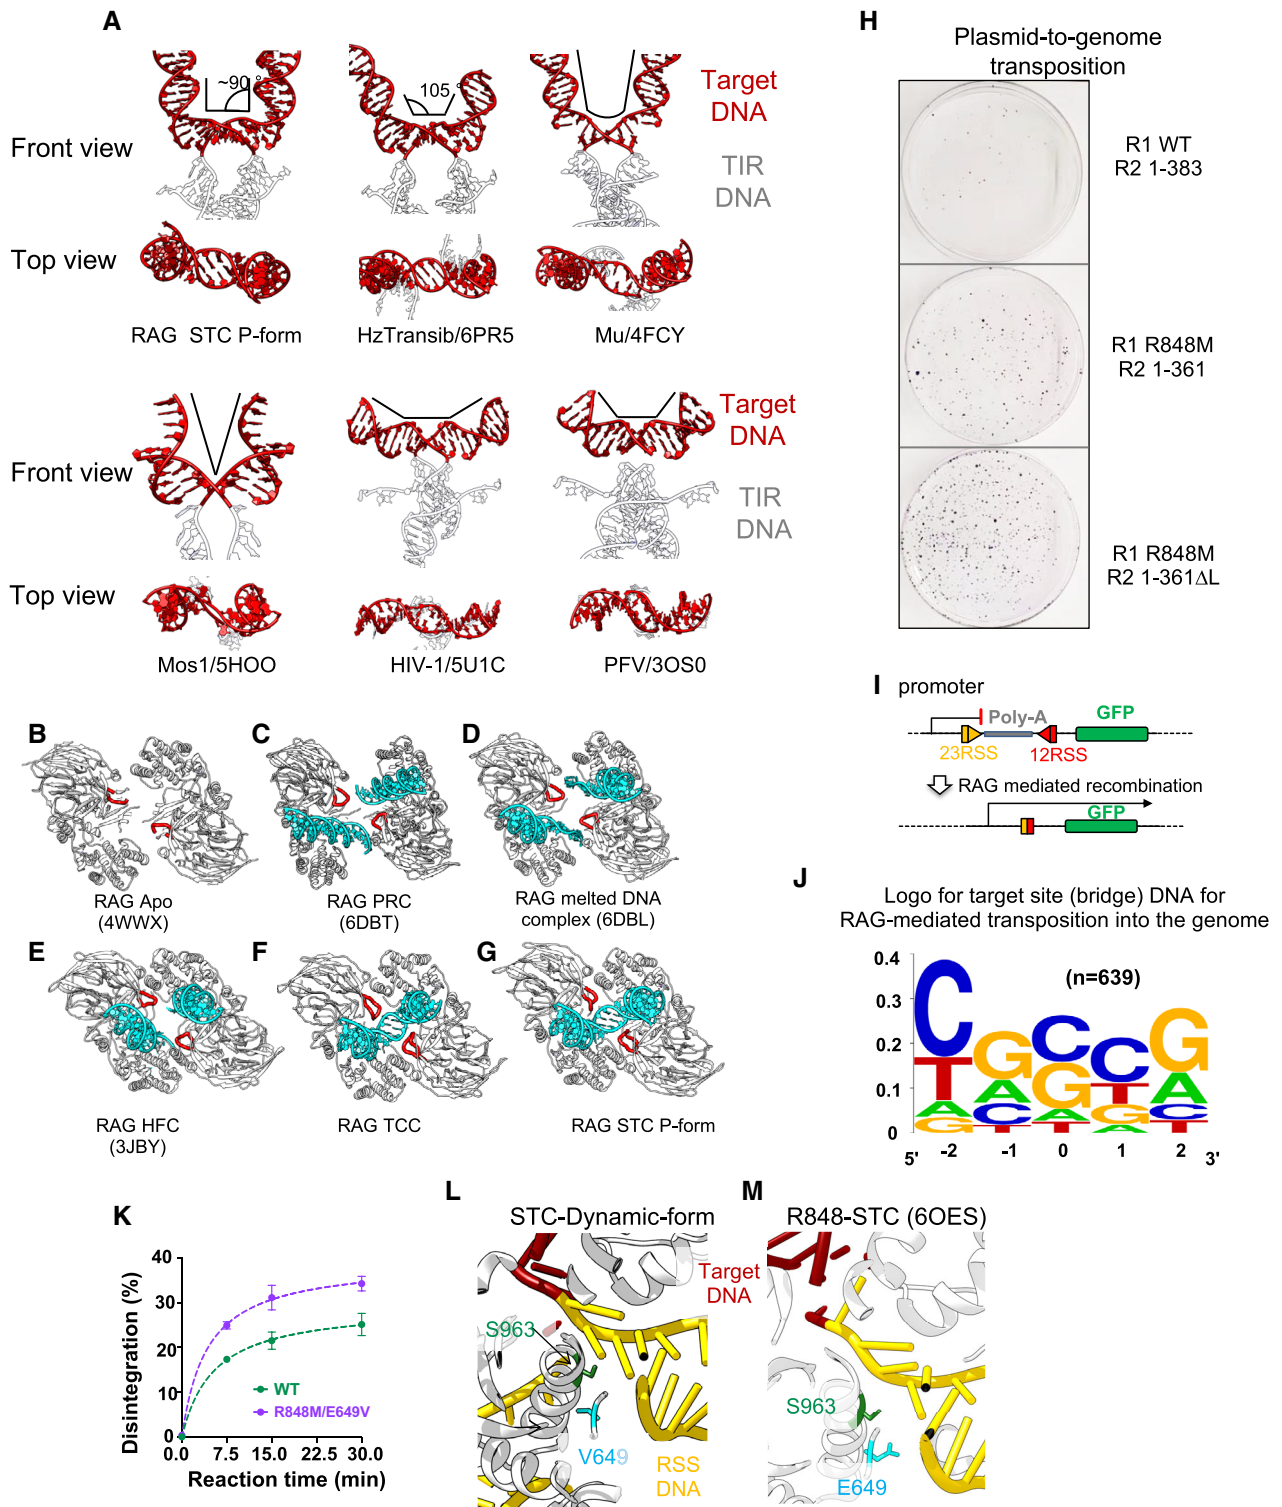 A
~90°
105 °
Target
DNA
Front view
TIR
DNA
Top view
RAG STC P-form
HzTransib/6PR5
Mu/4FCY
Target
DNA
Front view
TIR
DNA
Top view
Mos1/5HOO
HIV-1/5U1C
PFV/3OS0
B
RAG Apo
(4WWX)
C
RAG PRC
(6DBT)
D
RAG melted DNA
complex (6DBL)
E
RAG HFC
(3JBY)
F
RAG TCC
G
RAG STC P-form
H
Plasmid-to-genome
transposition
R1 WT
R2 1-383
R1 R848M
R2 1-361
R1 R848M
R2 1-361ΔL
I
promoter
Poly-A
GFP
23RSS
12RSS
RAG mediated recombination
GFP
J
Logo for target site (bridge) DNA for
RAG-mediated transposition into the genome
(n=639)
0.4
0.3
0.2
0.1
0
C T A G
G A C T
C G A T
C T G A
G A C T
5' -2 -1 0 1 2 3'
K
Disintegration (%)
40
30
20
10
0
WT
R848M/E649V
0.0 7.5 15.0 22.5 30.0
Reaction time (min)
L
STC-Dynamic-form
Target
DNA
S963
V649
RSS
DNA
M
R848-STC (6OES)
S963
E649